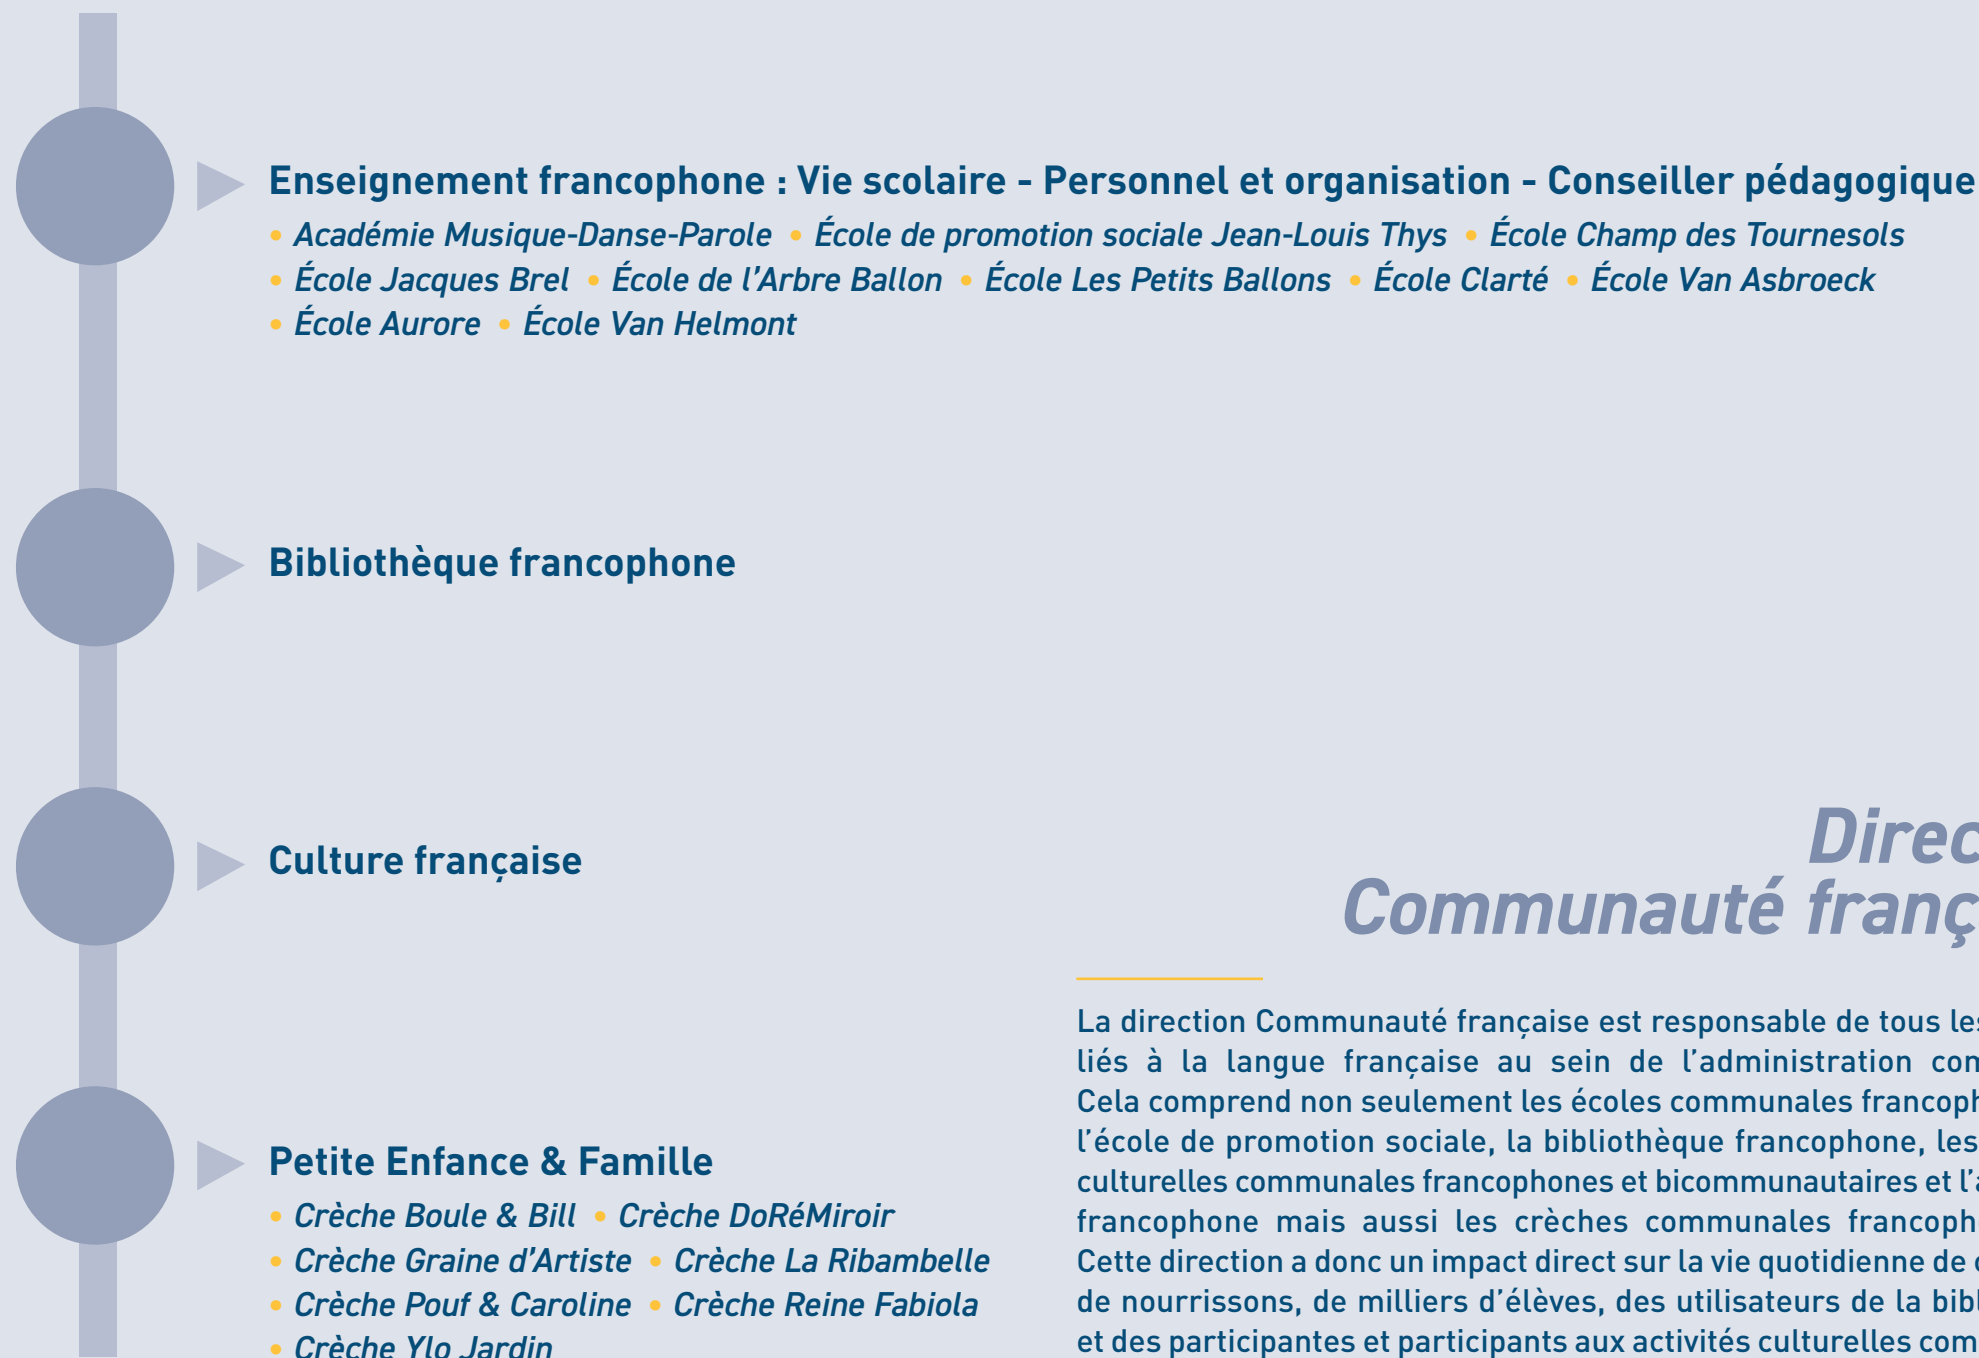 Enseignement francophone : Vie scolaire - Personnel et organisation - Conseiller pédagogique
• Académie Musique-Danse-Parole • École de promotion sociale Jean-Louis Thys • École Champ des Tournesols
• École Jacques Brel • École de l’Arbre Ballon • École Les Petits Ballons • École Clarté • École Van Asbroeck
• École Aurore • École Van Helmont
Bibliothèque francophone
Culture française
Petite Enfance & Famille
• Crèche Boule & Bill • Crèche DoRéMiroir
• Crèche Graine d’Artiste • Crèche La Ribambelle
• Crèche Pouf & Caroline • Crèche Reine Fabiola
• Crèche Ylo Jardin
Communauté
La direction Communauté française est responsable de tous les
liés à la langue française au sein de l’administration
Cela comprend non seulement les écoles communales
l’école de promotion sociale, la bibliothèque francophone, les
culturelles communales francophones et bicommunautaires et
francophone mais aussi les crèches communales
Cette direction a donc un impact direct sur la vie quotidienne de
de nourrissons, de milliers d’élèves, des utilisateurs de la
et des participantes et participants aux activités culturelles